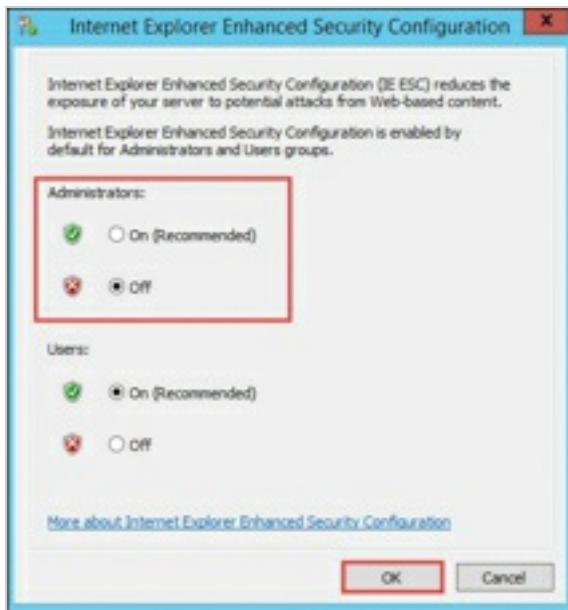 Internet Explorer Enhanced Security Configuration
X
Internet Explorer Enhanced Security Configuration (IE ESC) reduces the
exposure of your server to potential attacks from Web-based content.
Internet Explorer Enhanced Security Configuration is enabled by
default for Administrators and Users groups.
Administrators:
On (Recommended)
Off
Users:
On (Recommended)
Off
More about Internet Explorer Enhanced Security Configuration
OK
Cancel